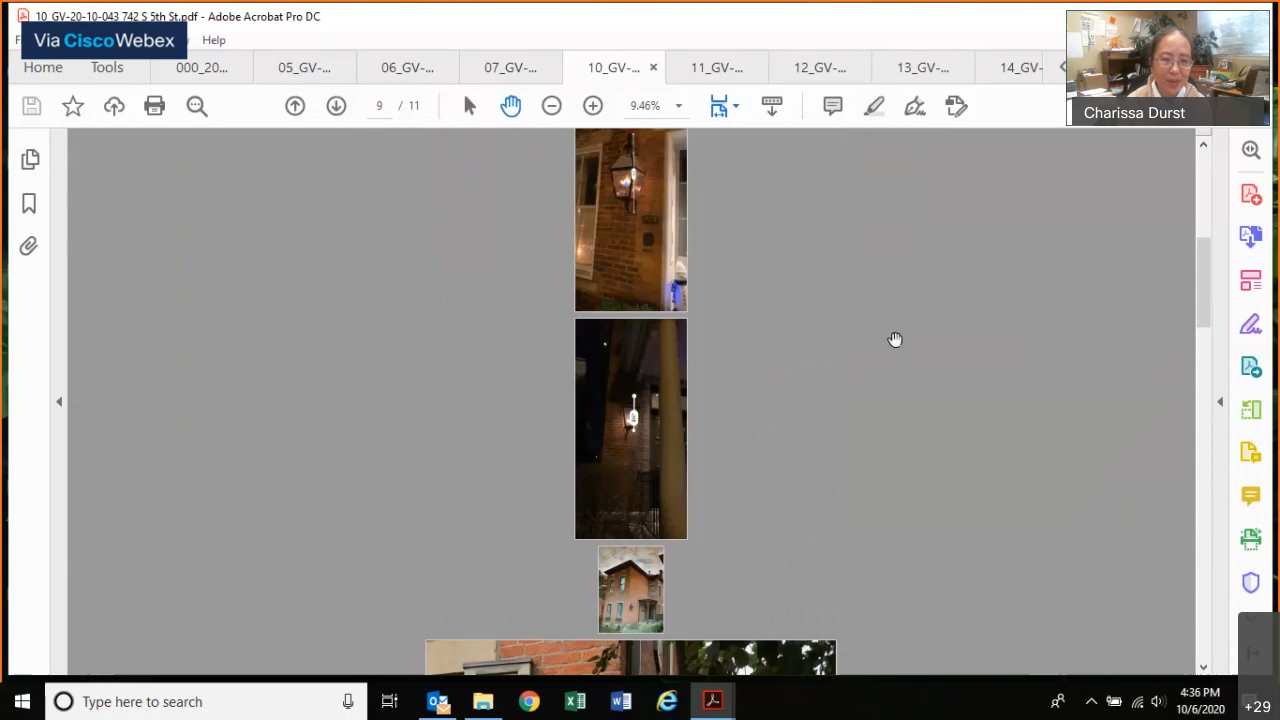 10_GV-20-10-043 742 S 5th St.pdf - Adobe Acrobat Pro DC
Via CiscoWebex
Help
Home
Tools
000_20...
05_GV-...
06_GV-...
07_GV-...
10_GV-...
11_GV-...
12_GV-...
13_GV-...
14_GV-
9 / 11
9.46%
Charissa Durst
Type here to search
4:36 PM
10/6/2020
+29